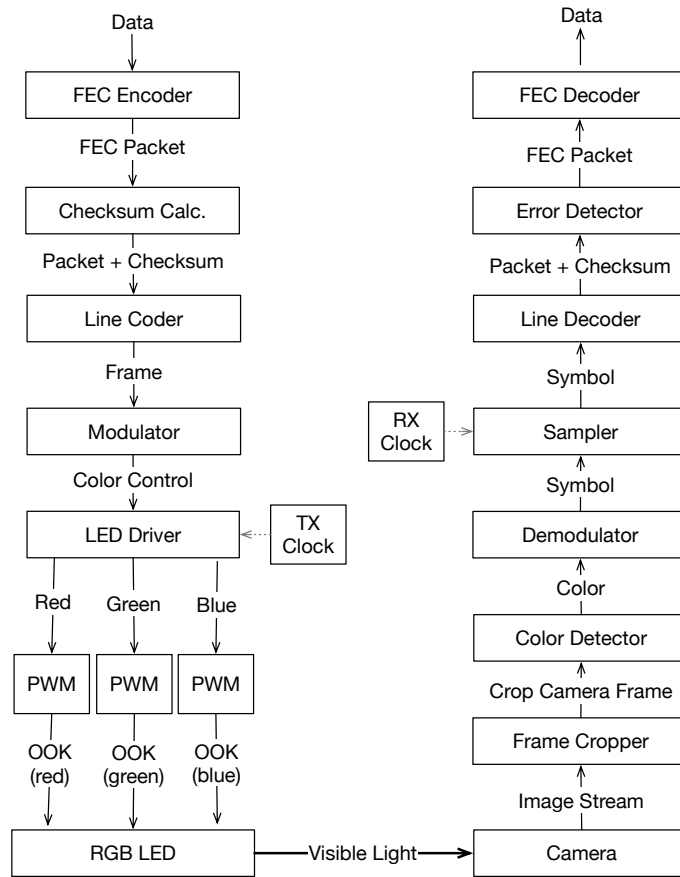 Data
FEC Encoder
FEC Packet
Checksum Calc.
Packet + Checksum
Line Coder
Frame
Modulator
Color Control
LED Driver
TX
Clock
Red
Green
Blue
PWM
PWM
PWM
OOK
(red)
OOK
(green)
OOK
(blue)
RGB LED
Visible Light
Data
FEC Decoder
FEC Packet
Error Detector
Packet + Checksum
Line Decoder
Symbol
RX
Clock
Sampler
Symbol
Demodulator
Color
Color Detector
Crop Camera Frame
Frame Cropper
Image Stream
Camera